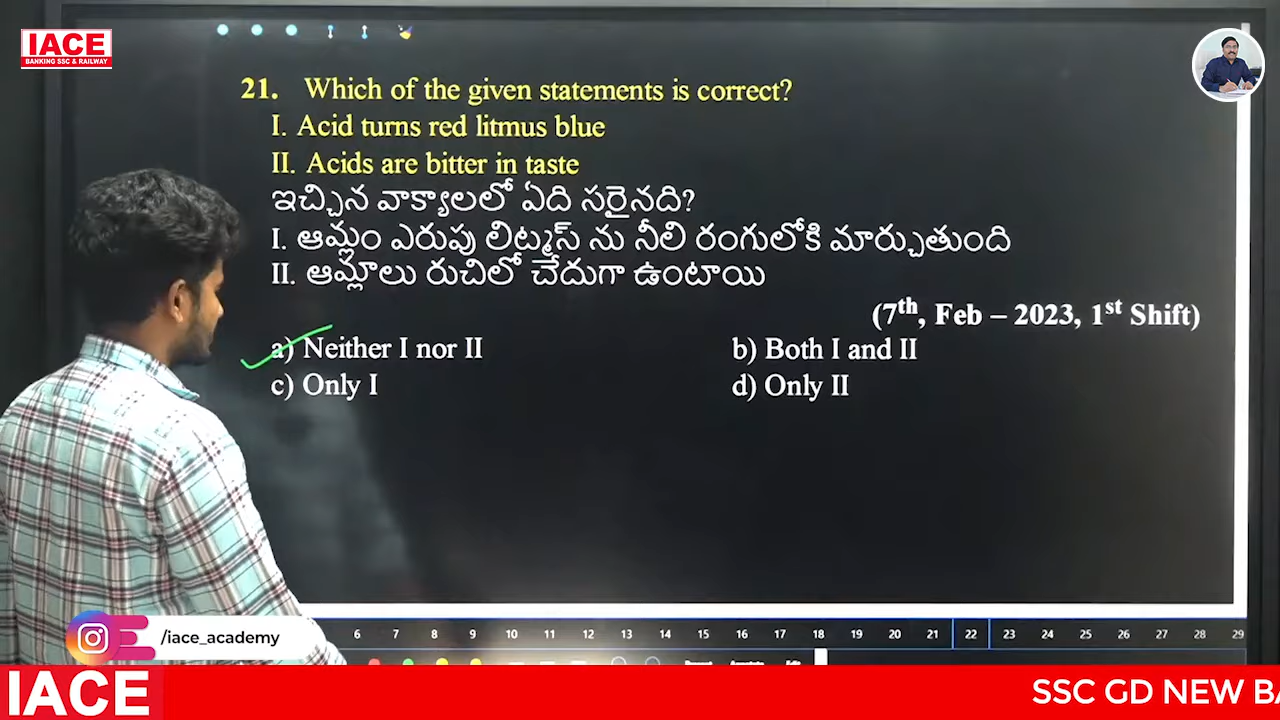 IACE
BANKING SSC & RAILWAY
21. Which of the given statements is correct?
I. Acid turns red litmus blue
II. Acids are bitter in taste
ఇచ్చిన వాక్యాలలో ఏది సరైనది?
I. ఆమ్లం ఎరుపు లిట్మస్ ను నీలి రంగులోకి మార్చుతుంది
II. ఆమ్లాలు రుచిలో చేదుగా ఉంటాయి
(7th, Feb – 2023, 1st Shift)
a) Neither I nor II b) Both I and II
c) Only I d) Only II
/iace_academy
6 7 8 9 10 11 12 13 14 15 16 17 18 19 20 21 22 23 24 25 26 27 28 29
IACE
SSC GD NEW BA